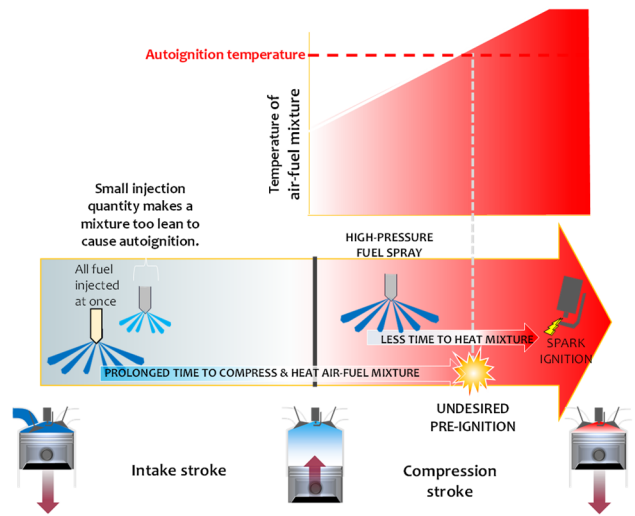 Autoignition temperature
Temperature of
air-fuel mixture
Small injection
quantity makes a
mixture too lean to
cause autoignition.
All fuel
injected
at once
HIGH-PRESSURE
FUEL SPRAY
LESS TIME TO HEAT MIXTURE
SPARK
IGNITION
PROLONGED TIME TO COMPRESS & HEAT AIR-FUEL MIXTURE
UNDESIRED
PRE-IGNITION
Intake stroke
Compression
stroke